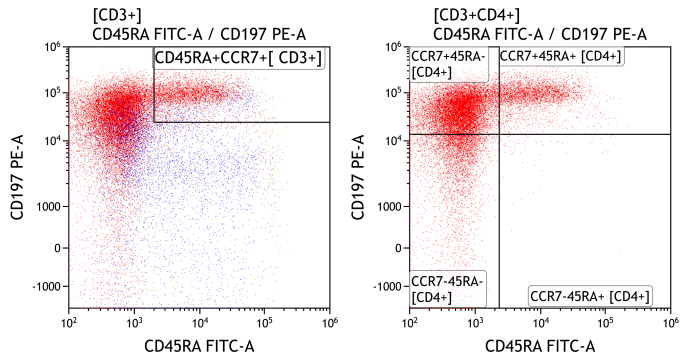 [CD3+]
CD45RA FITC-A / CD197 PE-A
CD45RA+CCR7+[ CD3+]
10^6
10^5
10^4
1000
0
-1000
CD197 PE-A
10^2
10^3
10^4
10^5
10^6
CD45RA FITC-A
[CD3+CD4+]
CD45RA FITC-A / CD197 PE-A
CCR7+45RA-
[CD4+]
CCR7+45RA+ [CD4+]
10^6
10^5
10^4
1000
0
-1000
CD197 PE-A
CCR7-45RA-
[CD4+]
CCR7-45RA+ [CD4+]
10^2
10^3
10^4
10^5
10^6
CD45RA FITC-A